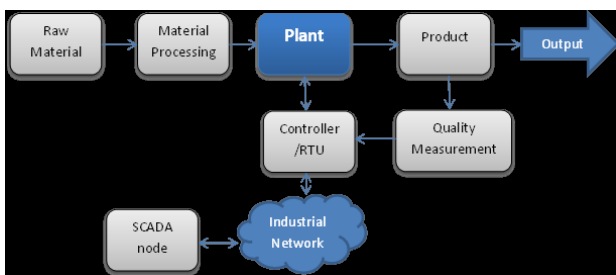 Raw
Material
Material
Processing
Plant
Product
Output
Controller
/RTU
Quality
Measurement
SCADA
node
Industrial
Network